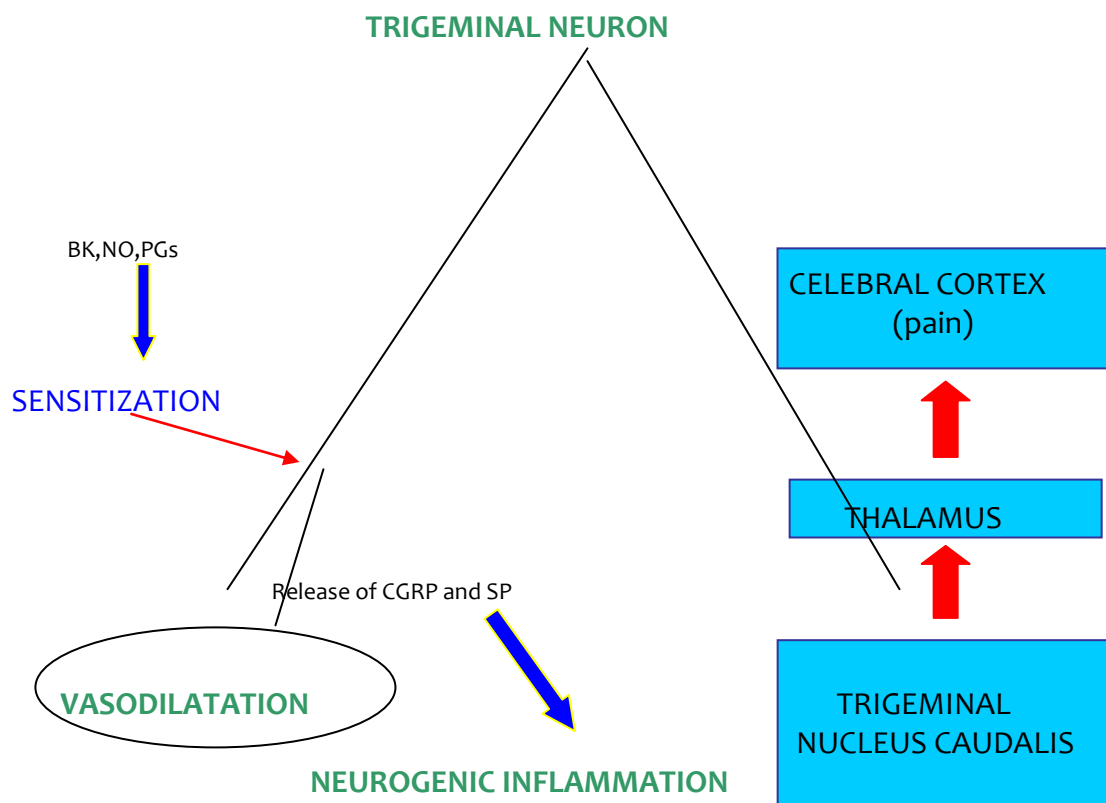 TRIGEMINAL NEURON
BK,NO,PGs
SENSITIZATION
CELEBRAL CORTEX
(pain)
THALAMUS
Release of CGRP and SP
VASODILATATION
TRIGEMINAL
NUCLEUS CAUDALIS
NEUROGENIC INFLAMMATION